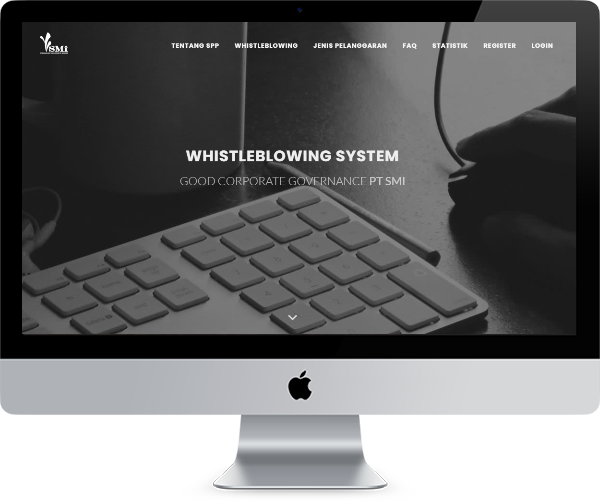 SMi
TENTANG SPP WHISTLEBLOWING JENIS PELANGGARAN FAQ STATISTIK REGISTER LOGIN
WHISTLEBLOWING SYSTEM
GOOD CORPORATE GOVERNANCE PT SMI